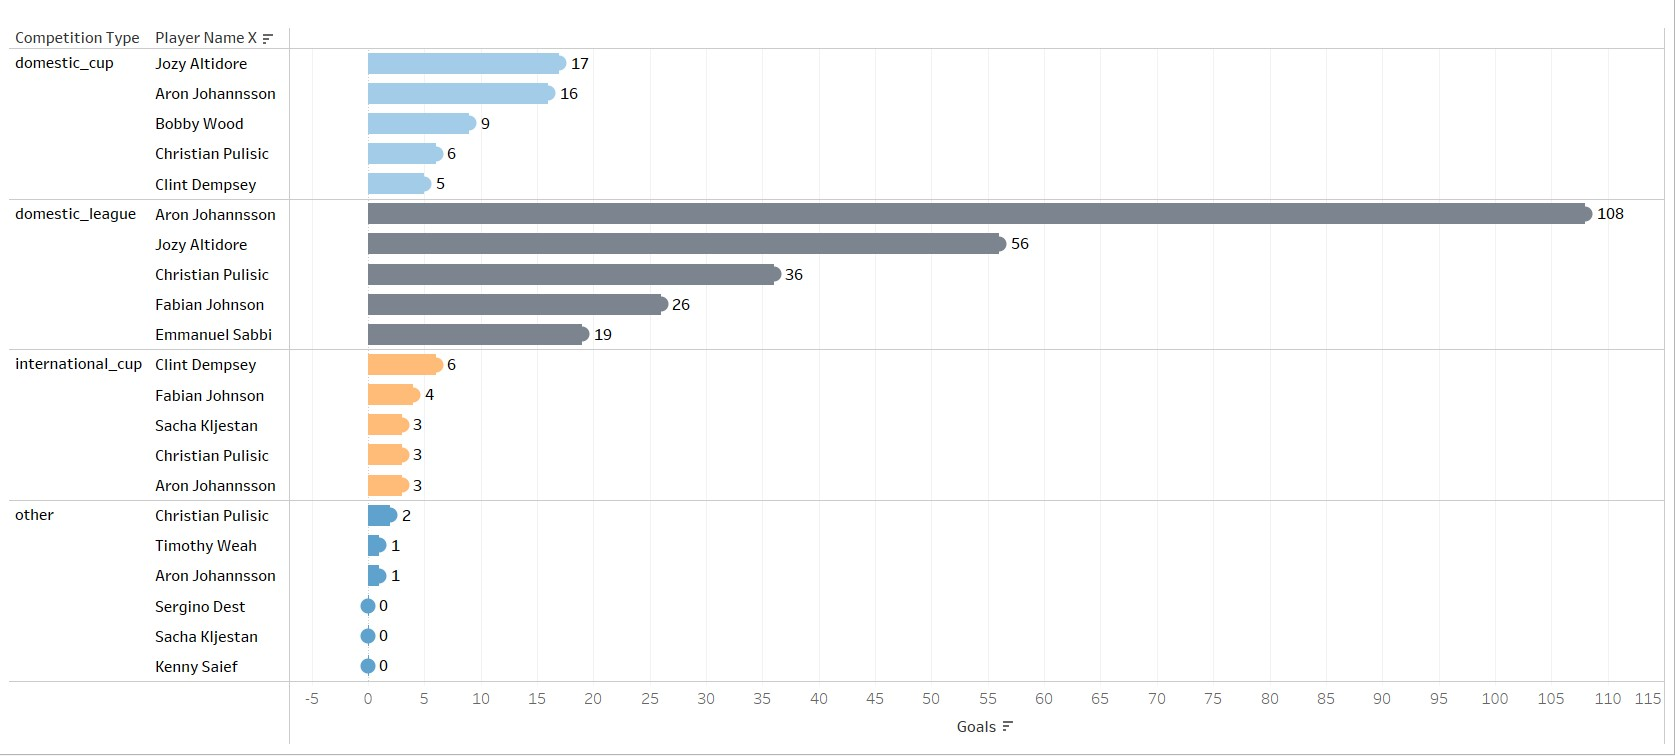 Competition Type Player Name X
domestic_cup Jozy Altidore 17
Aron Johannsson 16
Bobby Wood 9
Christian Pulisic 6
Clint Dempsey 5
domestic_league Aron Johannsson 108
Jozy Altidore 56
Christian Pulisic 36
Fabian Johnson 26
Emmanuel Sabbi 19
international_cup Clint Dempsey 6
Fabian Johnson 4
Sacha Kljestan 3
Christian Pulisic 3
Aron Johannsson 3
other Christian Pulisic 2
Timothy Weah 1
Aron Johannsson 1
Sergino Dest 0
Sacha Kljestan 0
Kenny Saief 0
-5 0 5 10 15 20 25 30 35 40 45 50 55 60 65 70 75 80 85 90 95 100 105 110 115
Goals